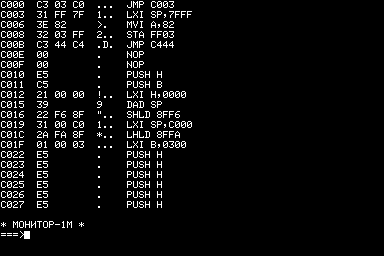 C000 C3 03 C0 ... JMP C003
C003 31 FF 7F 1.. LXI SP,7FFF
C006 3E 82 >. MVI A,82
C008 32 03 FF 2.. STA FF03
C00B C3 44 C4 .D. JMP C444
C00E 00 . NOP
C00F 00 . NOP
C010 E5 . PUSH H
C011 C5 . PUSH B
C012 21 00 00 !.. LXI H,0000
C015 39 9 DAD SP
C016 22 F6 8F ".. SHLD 8FF6
C019 31 00 C0 1.. LXI SP,C000
C01C 2A FA 8F *.. LHLD 8FFA
C01F 01 00 03 ... LXI B,0300
C022 E5 . PUSH H
C023 E5 . PUSH H
C024 E5 . PUSH H
C025 E5 . PUSH H
C026 E5 . PUSH H
C027 E5 . PUSH H
* МОНИТОР-1М *
===>